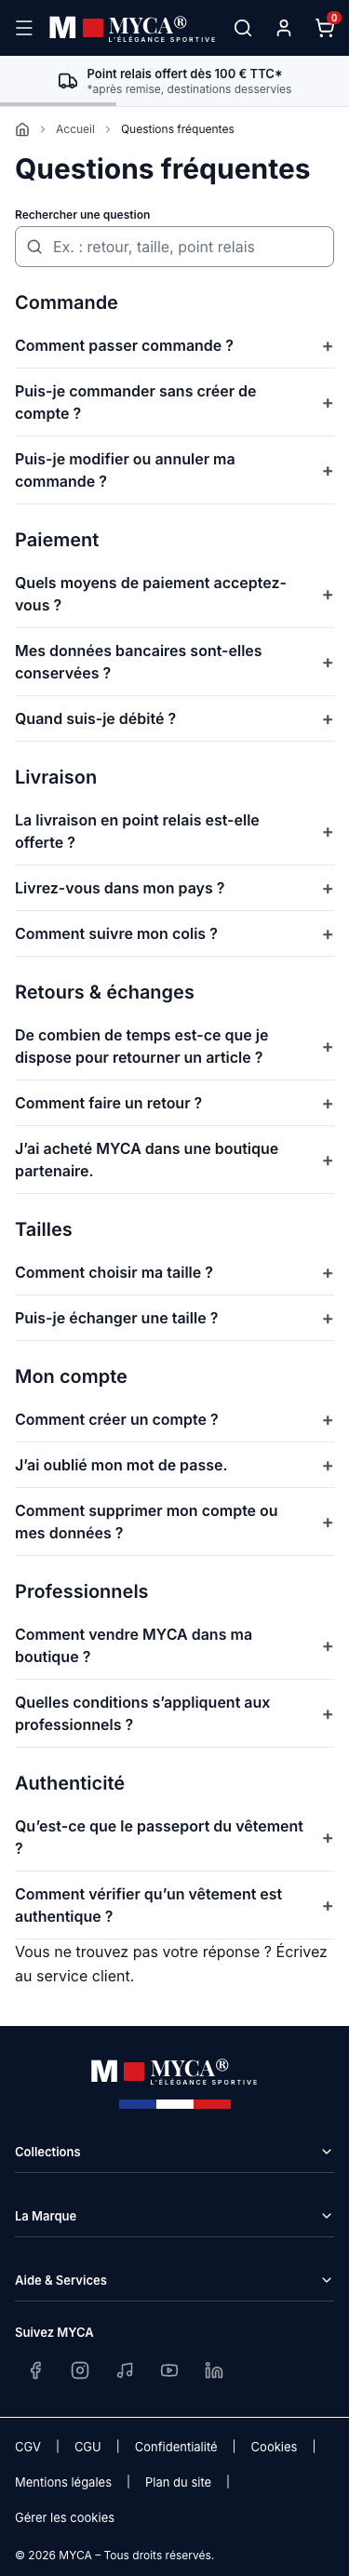 M MYCA®
L'ÉLÉGANCE SPORTIVE
0
Point relais offert dès 100 € TTC*
*après remise, destinations desservies
Accueil
Questions fréquentes
Questions fréquentes
Rechercher une question
Ex. : retour, taille, point relais
Commande
Comment passer commande ?
+
Puis-je commander sans créer de
compte ?
+
Puis-je modifier ou annuler ma
commande ?
+
Paiement
Quels moyens de paiement acceptez-
vous ?
+
Mes données bancaires sont-elles
conservées ?
+
Quand suis-je débité ?
+
Livraison
La livraison en point relais est-elle
offerte ?
+
Livrez-vous dans mon pays ?
+
Comment suivre mon colis ?
+
Retours & échanges
De combien de temps est-ce que je
dispose pour retourner un article ?
+
Comment faire un retour ?
+
J’ai acheté MYCA dans une boutique
partenaire.
+
Tailles
Comment choisir ma taille ?
+
Puis-je échanger une taille ?
+
Mon compte
Comment créer un compte ?
+
J’ai oublié mon mot de passe.
+
Comment supprimer mon compte ou
mes données ?
+
Professionnels
Comment vendre MYCA dans ma
boutique ?
+
Quelles conditions s’appliquent aux
professionnels ?
+
Authenticité
Qu’est-ce que le passeport du vêtement
?
+
Comment vérifier qu’un vêtement est
authentique ?
+
Vous ne trouvez pas votre réponse ? Écrivez
au service client.
M MYCA®
L'ÉLÉGANCE SPORTIVE
Collections
La Marque
Aide & Services
Suivez MYCA
CGV | CGU | Confidentialité | Cookies |
Mentions légales | Plan du site |
Gérer les cookies
© 2026 MYCA – Tous droits réservés.